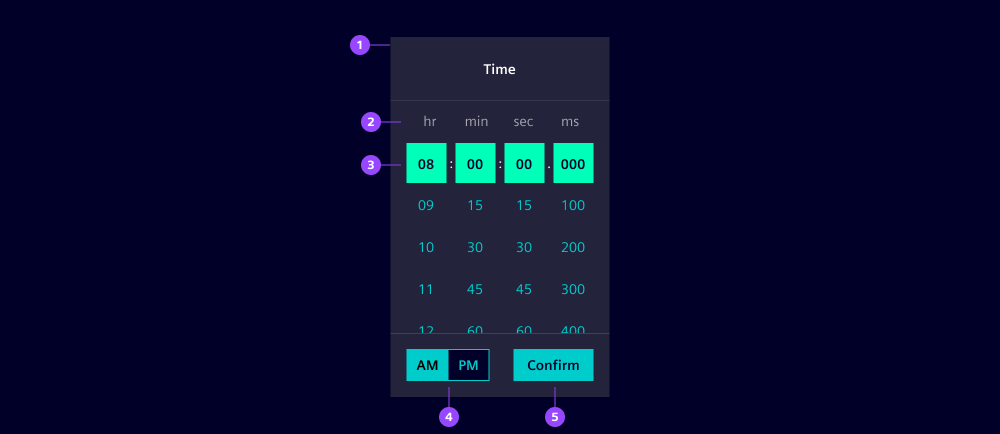 1
Time
2 hr min sec ms
3 08 : 00 : 00 . 000
09 15 15 100
10 30 30 200
11 45 45 300
12 60 60 400
AM PM Confirm
4 5